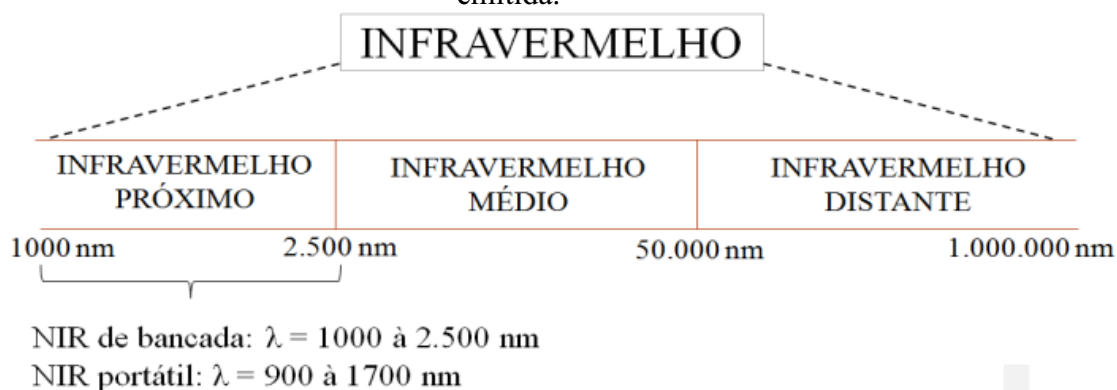 emitida.
INFRAVERMELHO
INFRAVERMELHO INFRAVERMELHO INFRAVERMELHO
PRÓXIMO MÉDIO DISTANTE
1000 nm 2.500 nm 50.000 nm 1.000.000 nm
NIR de bancada: λ = 1000 à 2.500 nm
NIR portátil: λ = 900 à 1700 nm